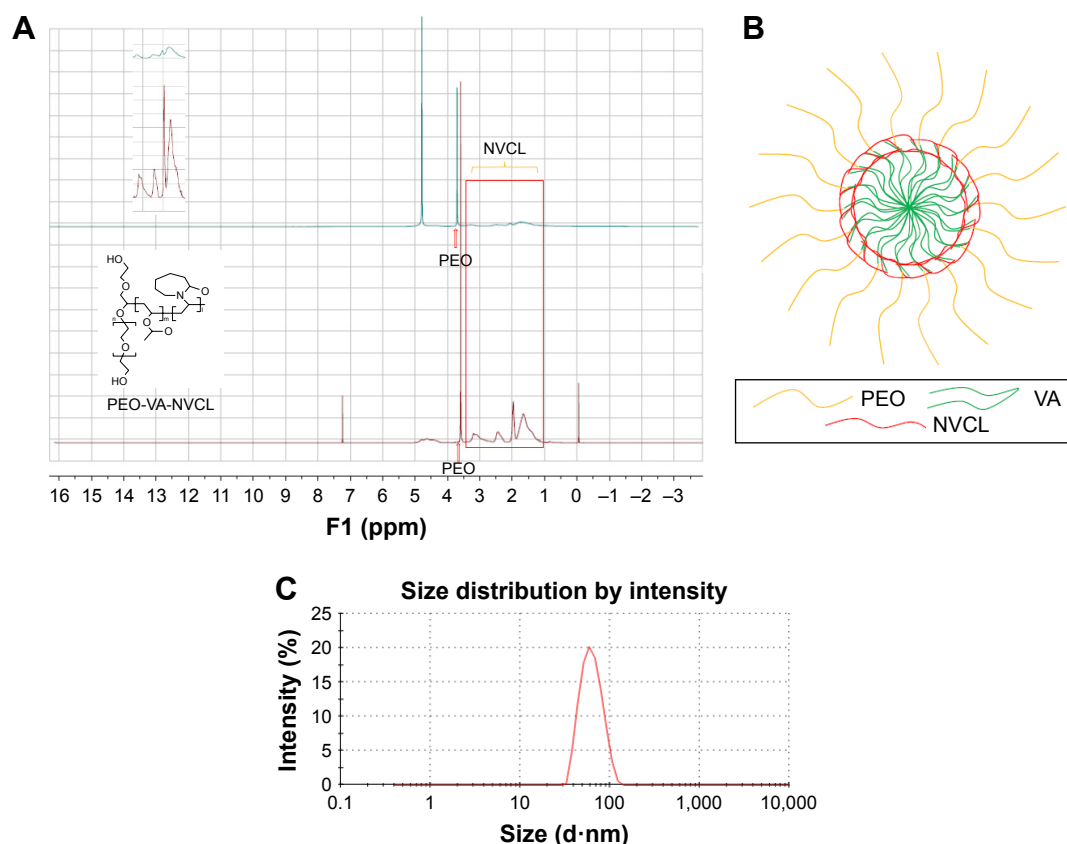 A
NVCL
PEO
HO
O
O
N
O
n
m
i
O
O
O
n
O
HO
PEO-VA-NVCL
PEO
16 15 14 13 12 11 10 9 8 7 6 5 4 3 2 1 0 –1 –2 –3
F1 (ppm)
B
PEO VA
NVCL
C
Size distribution by intensity
25
20
15
10
5
0
Intensity (%)
0.1 1 10 100 1,000 10,000
Size (d·nm)